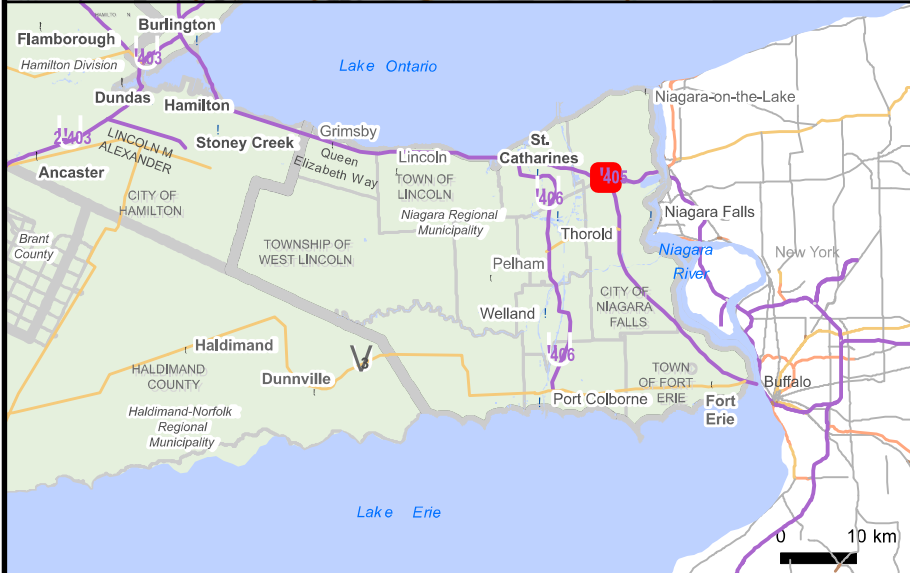 Burlington
Flamborough
403
Hamilton Division
Lake Ontario
Dundas
Hamilton
Niagara-on-the-Lake
403
LINCOLN M
ALEXANDER
Stoney Creek
Grimsby
Queen
Elizabeth Way
Lincoln
St.
Catharines
405
Ancaster
TOWN OF
LINCOLN
406
CITY OF
HAMILTON
Niagara Regional
Municipality
Niagara Falls
Thorold
Brant
County
TOWNSHIP OF
WEST LINCOLN
Niagara
River
New York
Pelham
CITY OF
NIAGARA
FALLS
Welland
Haldimand
406
3
HALDIMAND
COUNTY
Dunnville
TOWN
OF FORT
ERIE
Buffalo
Port Colborne
Fort
Erie
Haldimand-Norfolk
Regional
Municipality
Lake Erie
0 10 km